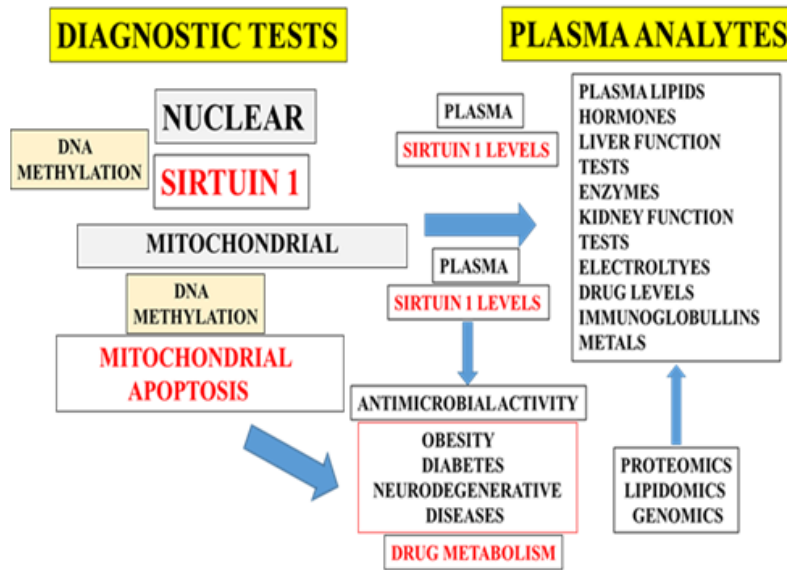 DIAGNOSTIC TESTS
PLASMA ANALYTES
NUCLEAR
DNA
METHYLATION
SIRTUIN 1
MITOCHONDRIAL
DNA
METHYLATION
MITOCHONDRIAL
APOPTOSIS
PLASMA
SIRTUIN 1 LEVELS
PLASMA
SIRTUIN 1 LEVELS
ANTIMICROBIAL ACTIVITY
OBESITY
DIABETES
NEURODEGENERATIVE
DISEASES
DRUG METABOLISM
PLASMA LIPIDS
HORMONES
LIVER FUNCTION
TESTS
ENZYMES
KIDNEY FUNCTION
TESTS
ELECTROLTYES
DRUG LEVELS
IMMUNOGLOBULLINS
METALS
PROTEOMICS
LIPIDOMICS
GENOMICS